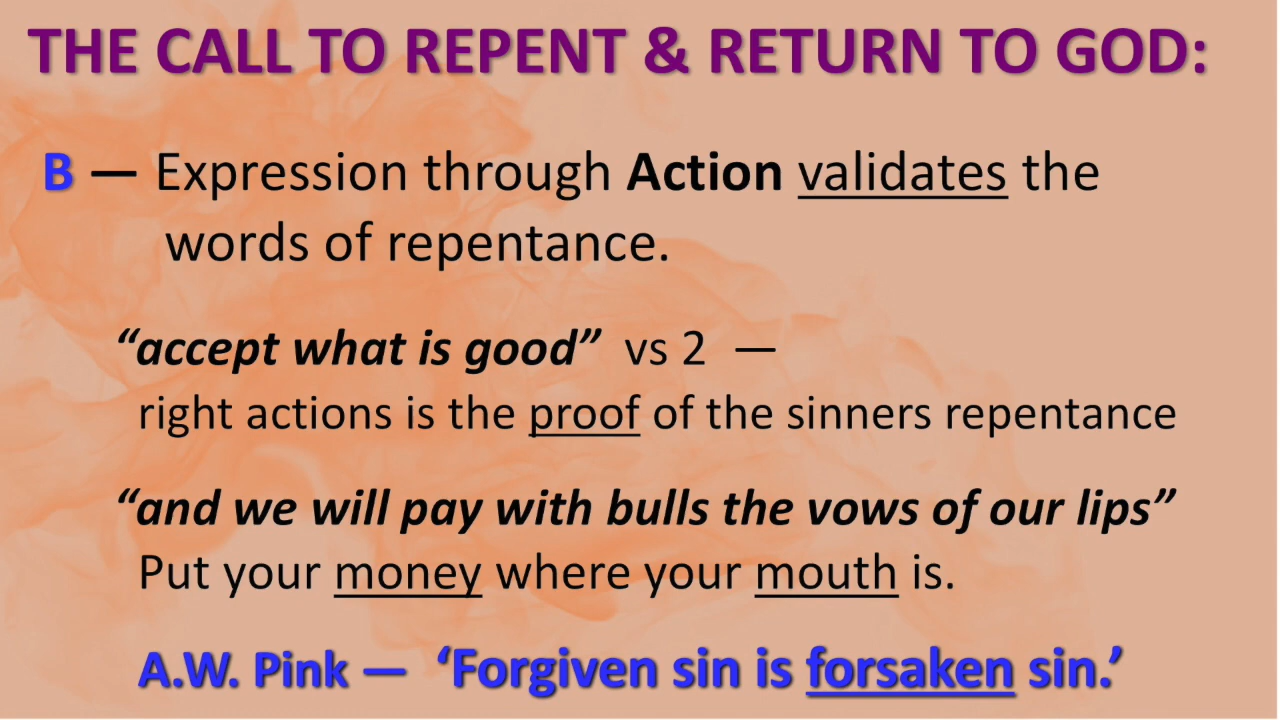 THE CALL TO REPENT & RETURN TO GOD:
B — Expression through Action validates the
words of repentance.
“accept what is good” vs 2 —
right actions is the proof of the sinners repentance
“and we will pay with bulls the vows of our lips”
Put your money where your mouth is.
A.W. Pink — ‘Forgiven sin is forsaken sin.’